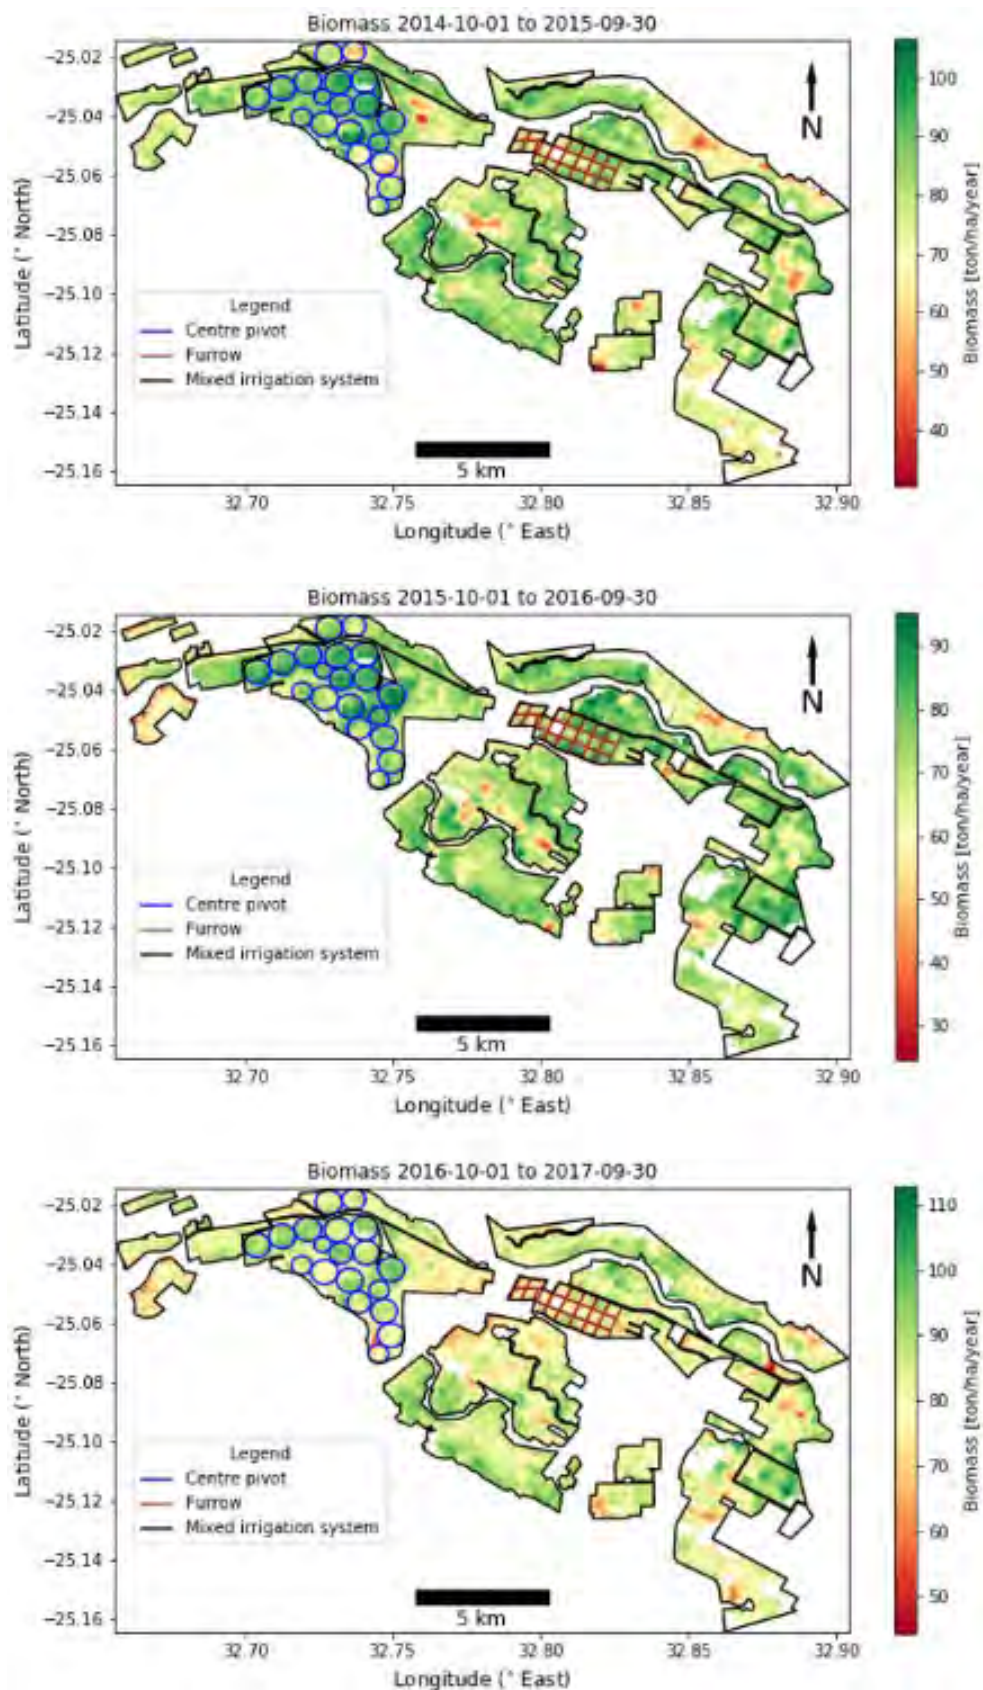 Biomass 2014-10-01 to 2015-09-30
−25.02
−25.04
−25.06
−25.08
−25.10
−25.12
−25.14
−25.16
Latitude (° North)
N
Legend
Centre pivot
Furrow
Mixed irrigation system
5 km
32.70
32.75
32.80
32.85
32.90
Longitude (° East)
100
90
80
70
60
50
40
Biomass [ton/ha/year]
Biomass 2015-10-01 to 2016-09-30
−25.02
−25.04
−25.06
−25.08
−25.10
−25.12
−25.14
−25.16
Latitude (° North)
N
Legend
Centre pivot
Furrow
Mixed irrigation system
5 km
32.70
32.75
32.80
32.85
32.90
Longitude (° East)
90
80
70
60
50
40
30
Biomass [ton/ha/year]
Biomass 2016-10-01 to 2017-09-30
−25.02
−25.04
−25.06
−25.08
−25.10
−25.12
−25.14
−25.16
Latitude (° North)
N
Legend
Centre pivot
Furrow
Mixed irrigation system
5 km
32.70
32.75
32.80
32.85
32.90
Longitude (° East)
110
100
90
80
70
60
50
Biomass [ton/ha/year]